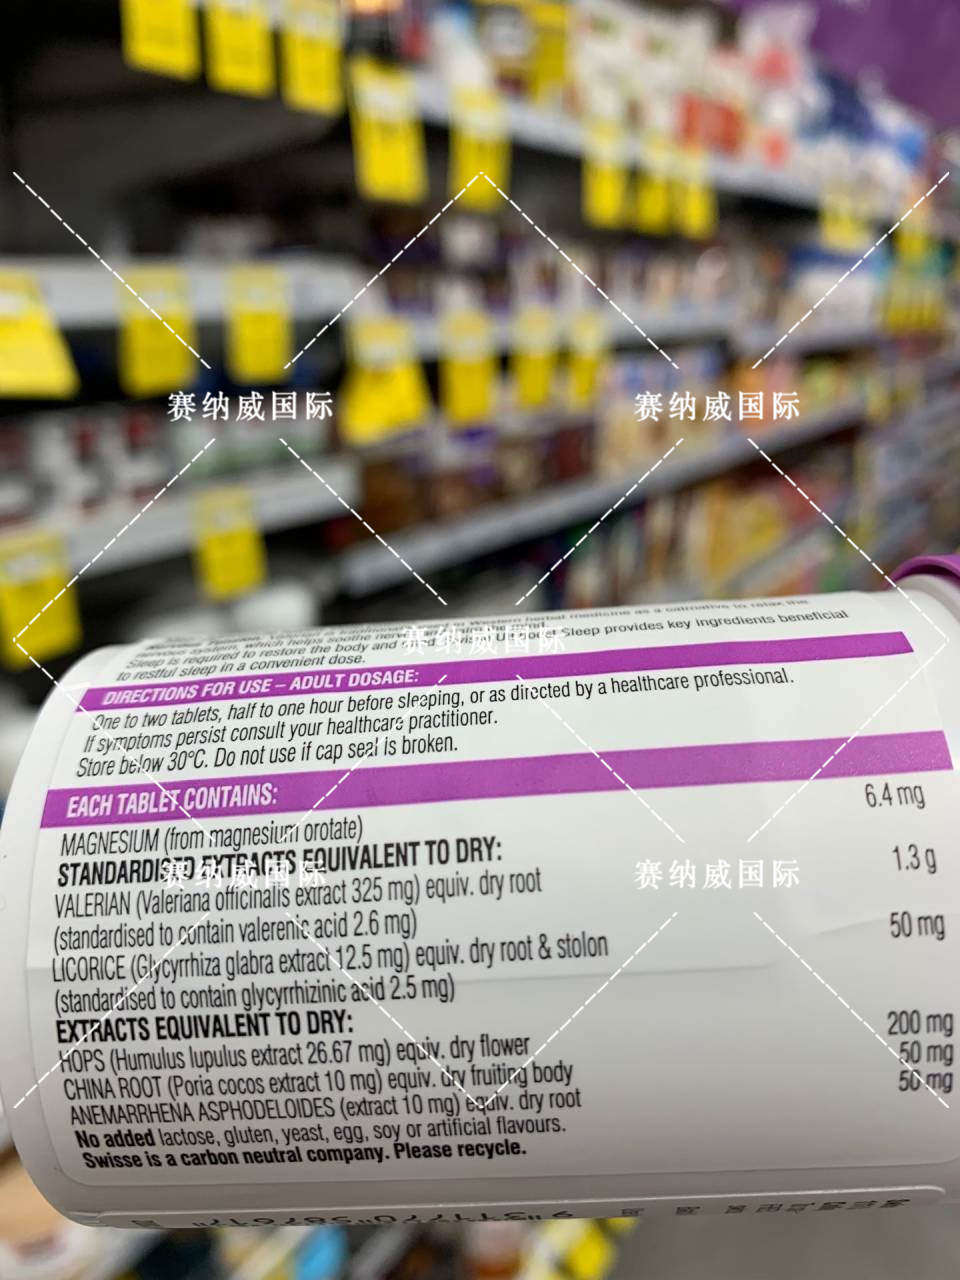 赛纳威国际 赛纳威国际
system, which helps soothe
Sleep is required to restore the body and
Sleep provides key ingredients beneficial
to restful sleep in a convenient dose.
赛纳威国际
DIRECTIONS FOR USE – ADULT DOSAGE:
One to two tablets, half to one hour before sleeping, or as directed by a healthcare professional.
If symptoms persist consult your healthcare practitioner.
Store below 30°C. Do not use if cap seal is broken.
EACH TABLET CONTAINS:
MAGNESIUM (from magnesium orotate) 6.4 mg
STANDARDISED EXTRACTS EQUIVALENT TO DRY:
赛纳威国际 赛纳威国际
VALERIAN (Valeriana officinalis extract 325 mg) equiv. dry root 1.3 g
(standardised to contain valerenic acid 2.6 mg)
LICORICE (Glycyrrhiza glabra extract 12.5 mg) equiv. dry root & stolon 50 mg
(standardised to contain glycyrrhizinic acid 2.5 mg)
EXTRACTS EQUIVALENT TO DRY:
HOPS (Humulus lupulus extract 26.67 mg) equiv. dry flower 200 mg
CHINA ROOT (Poria cocos extract 10 mg) equiv. dry fruiting body 50 mg
ANEMARRHENA ASPHODELOIDES (extract 10 mg) equiv. dry root 50 mg
No added lactose, gluten, yeast, egg, soy or artificial flavours.
Swisse is a carbon neutral company. Please recycle.